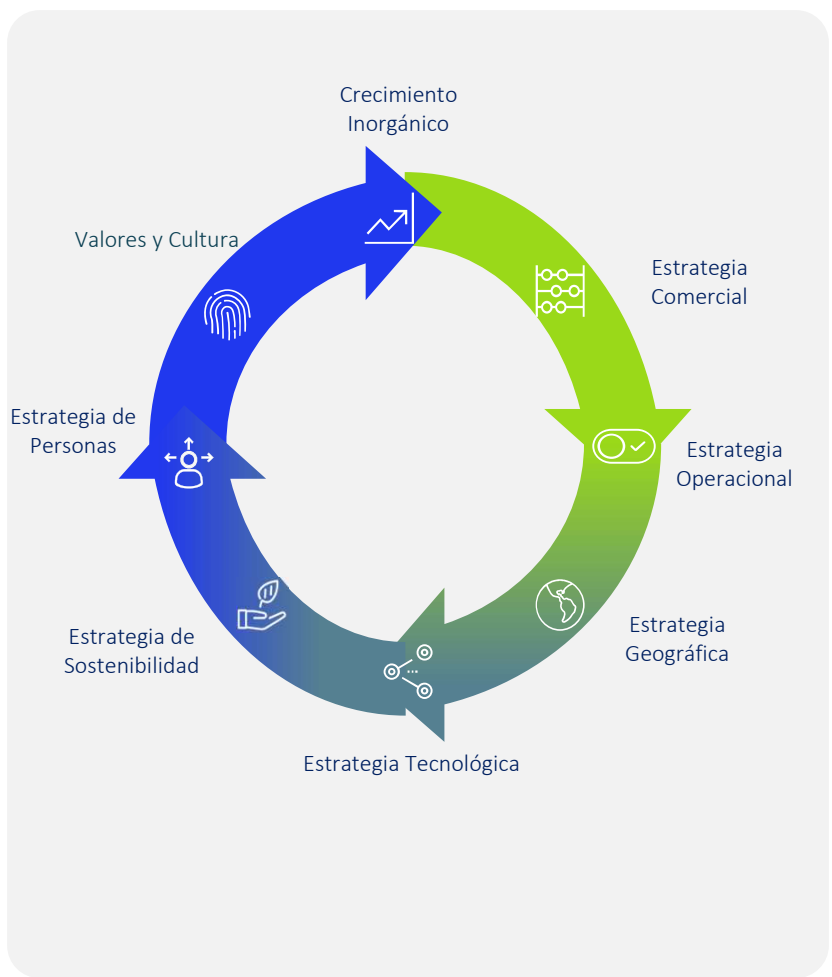 Crecimiento
Inorgánico
Valores y Cultura
Estrategia
Comercial
Estrategia de
Personas
Estrategia
Operacional
Estrategia
Geográfica
Estrategia de
Sostenibilidad
Estrategia Tecnológica